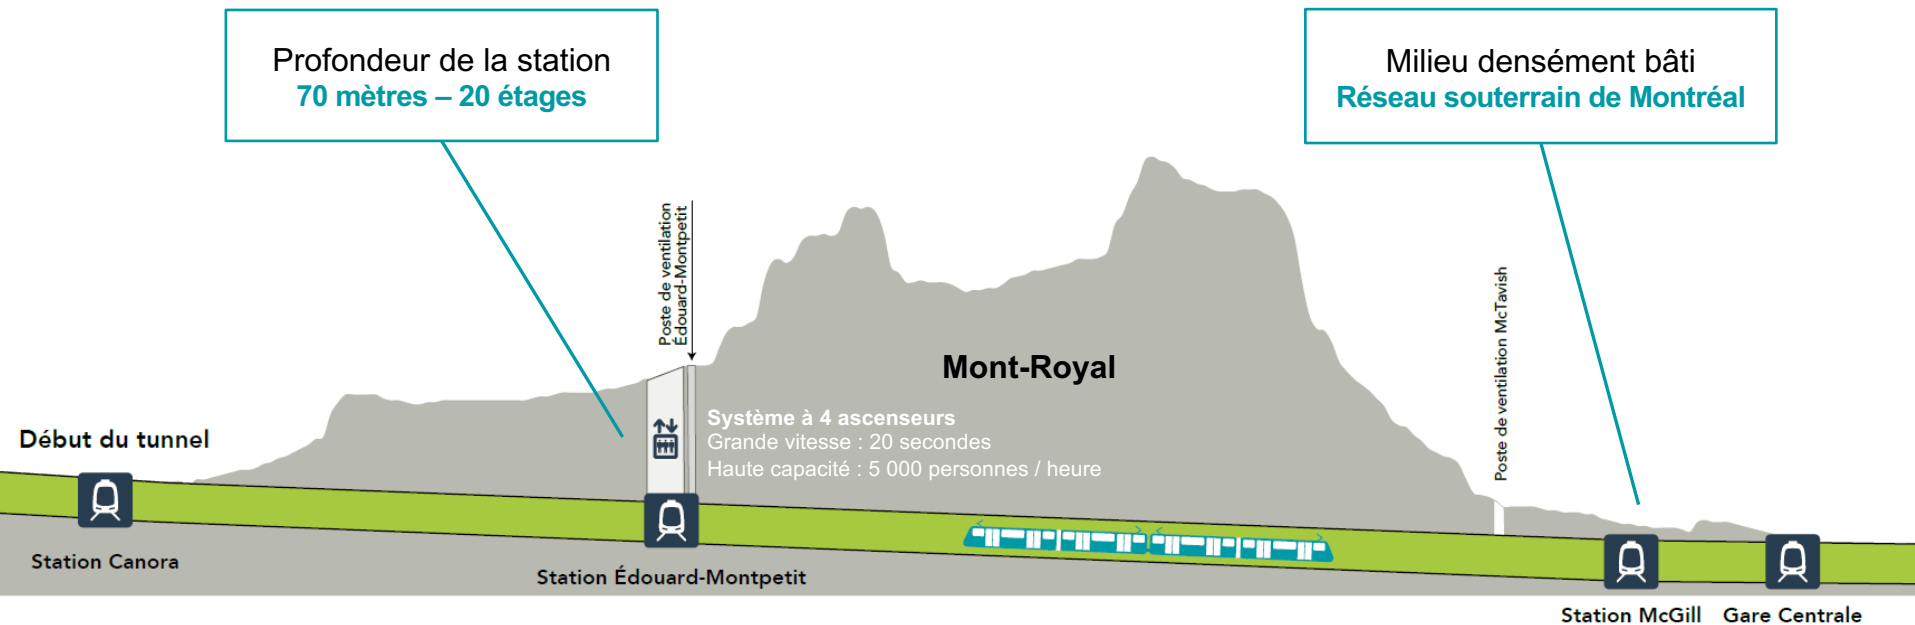 Profondeur de la station
70 mètres – 20 étages
Milieu densément bâti
Réseau souterrain de Montréal
Poste de ventilation
Édouard-Montpetit
Poste de ventilation McTavish
Mont-Royal
Système à 4 ascenseurs
Grande vitesse : 20 secondes
Haute capacité : 5 000 personnes / heure
Début du tunnel
Station Canora
Station Édouard-Montpetit
Station McGill
Gare Centrale